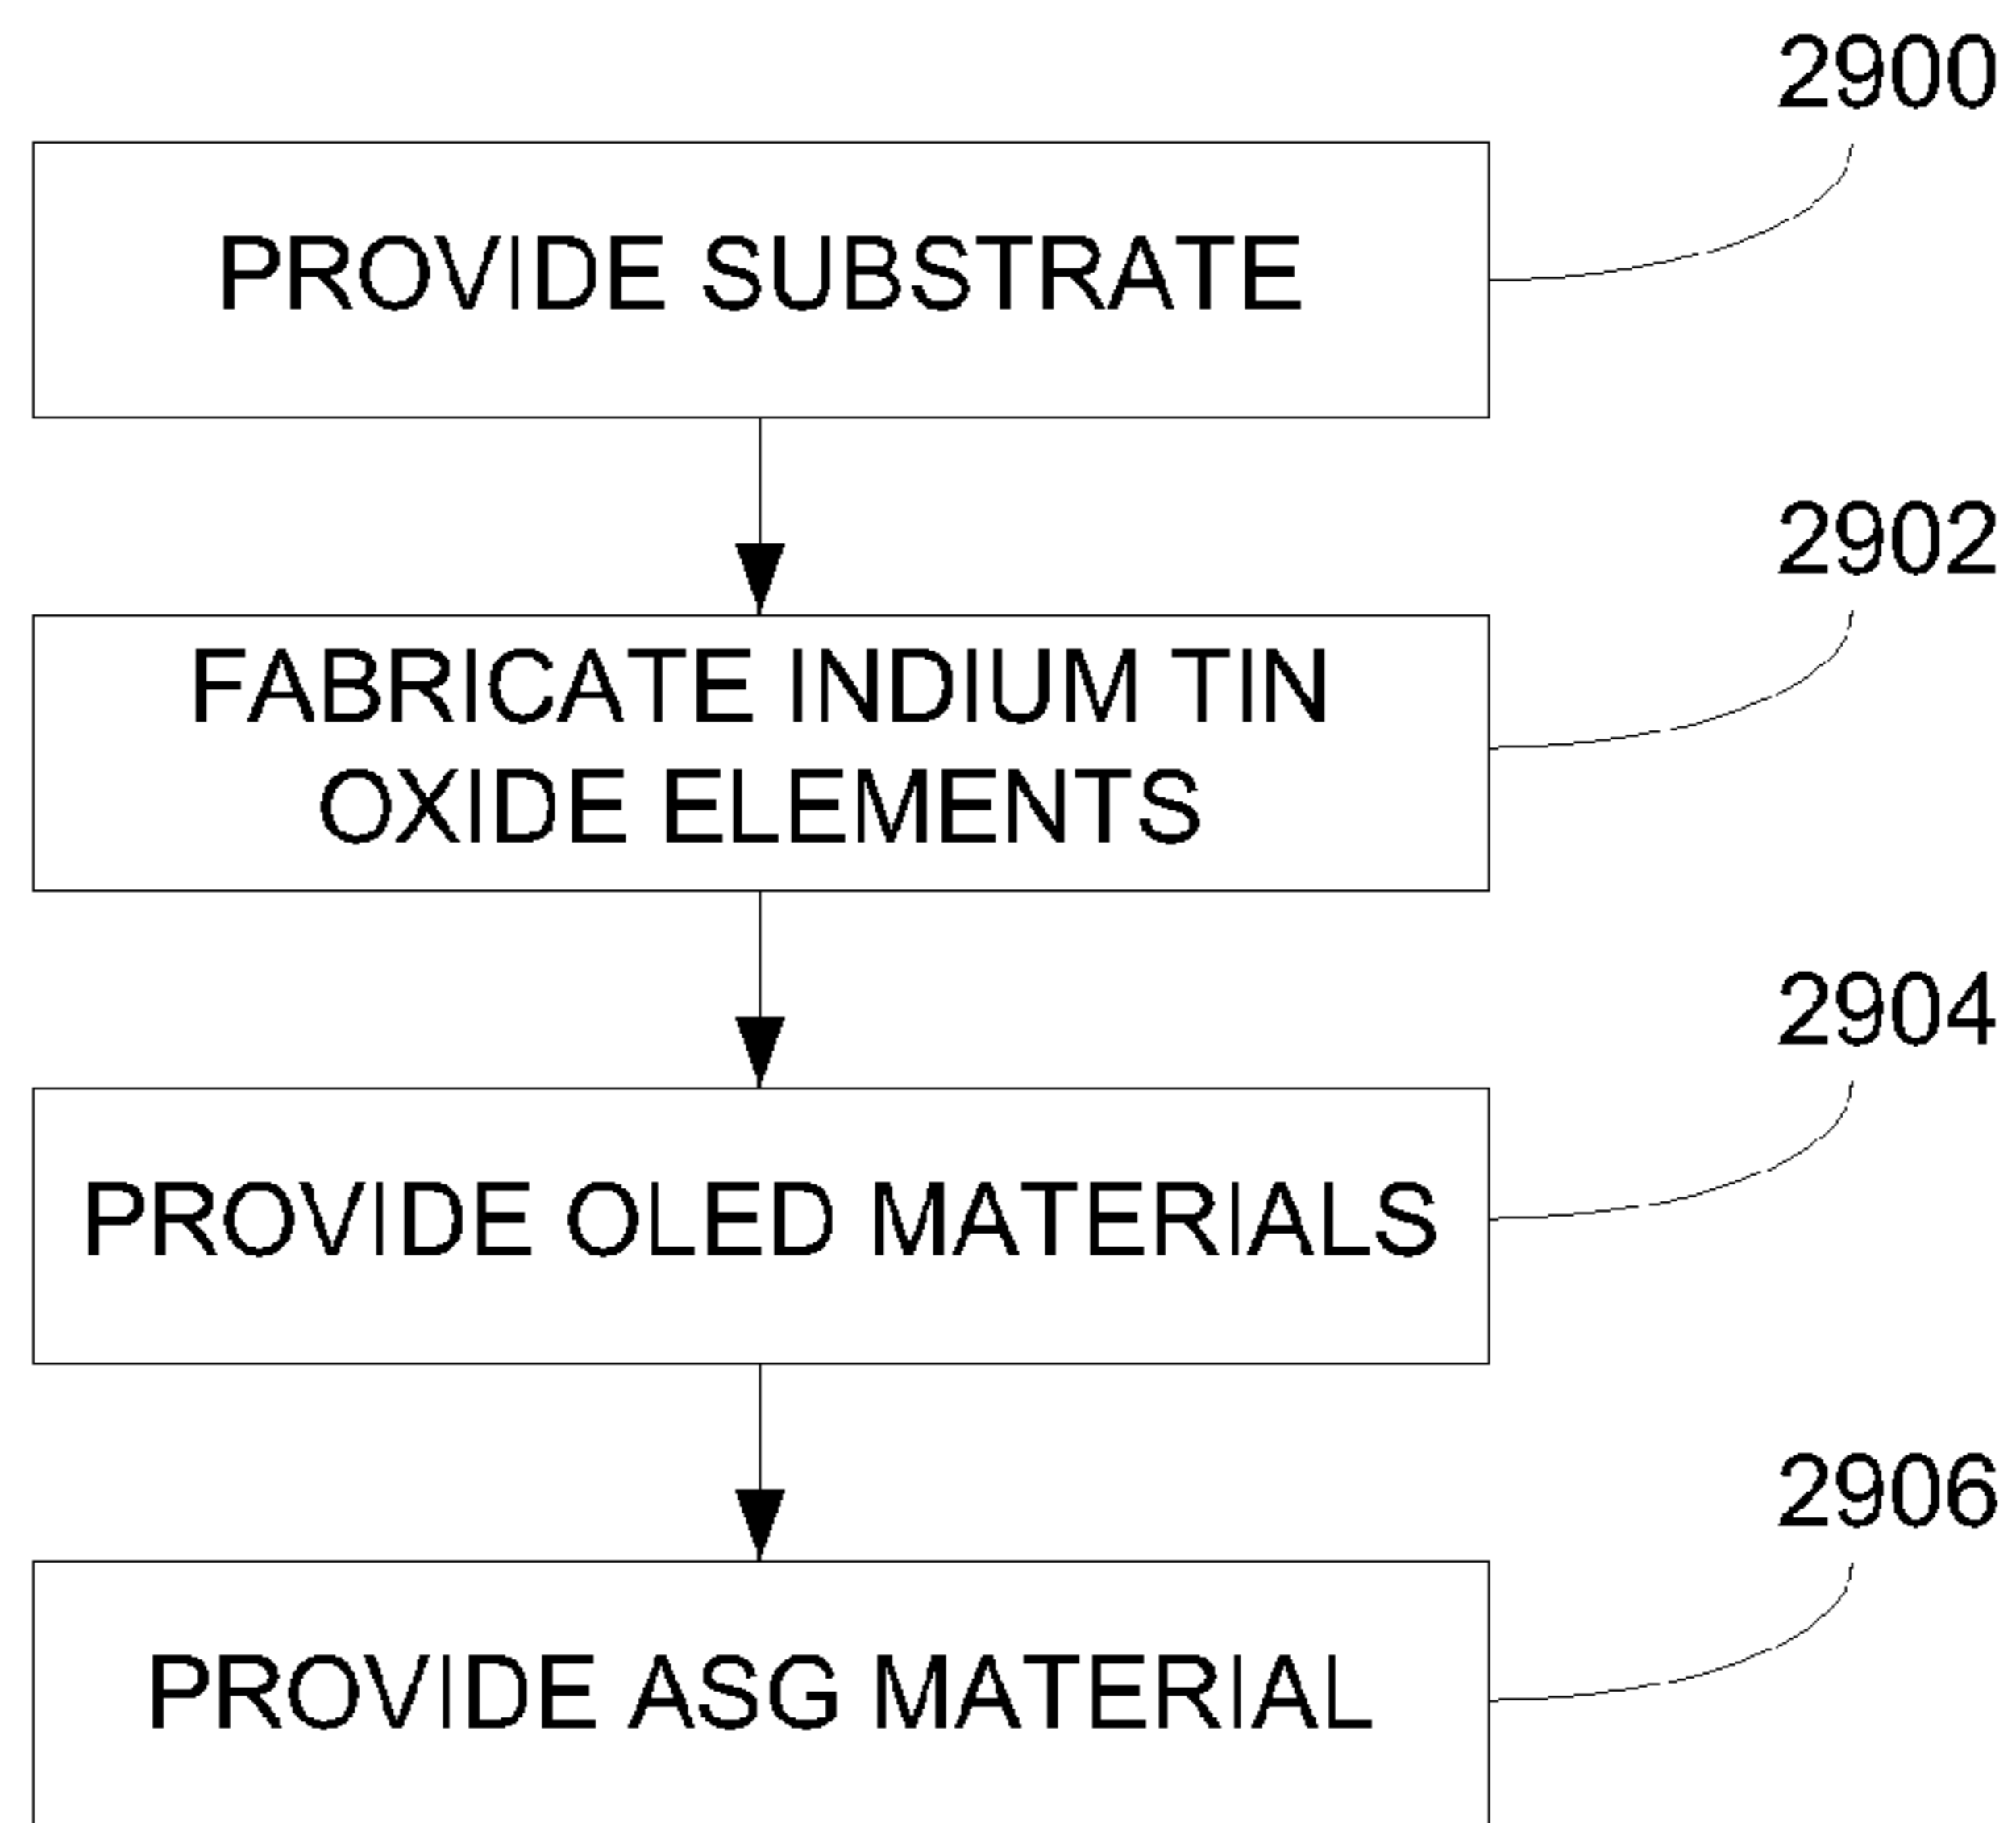 2900
PROVIDE SUBSTRATE
2902
FABRICATE INDIUM TIN
OXIDE ELEMENTS
2904
PROVIDE OLED MATERIALS
2906
PROVIDE ASG MATERIAL